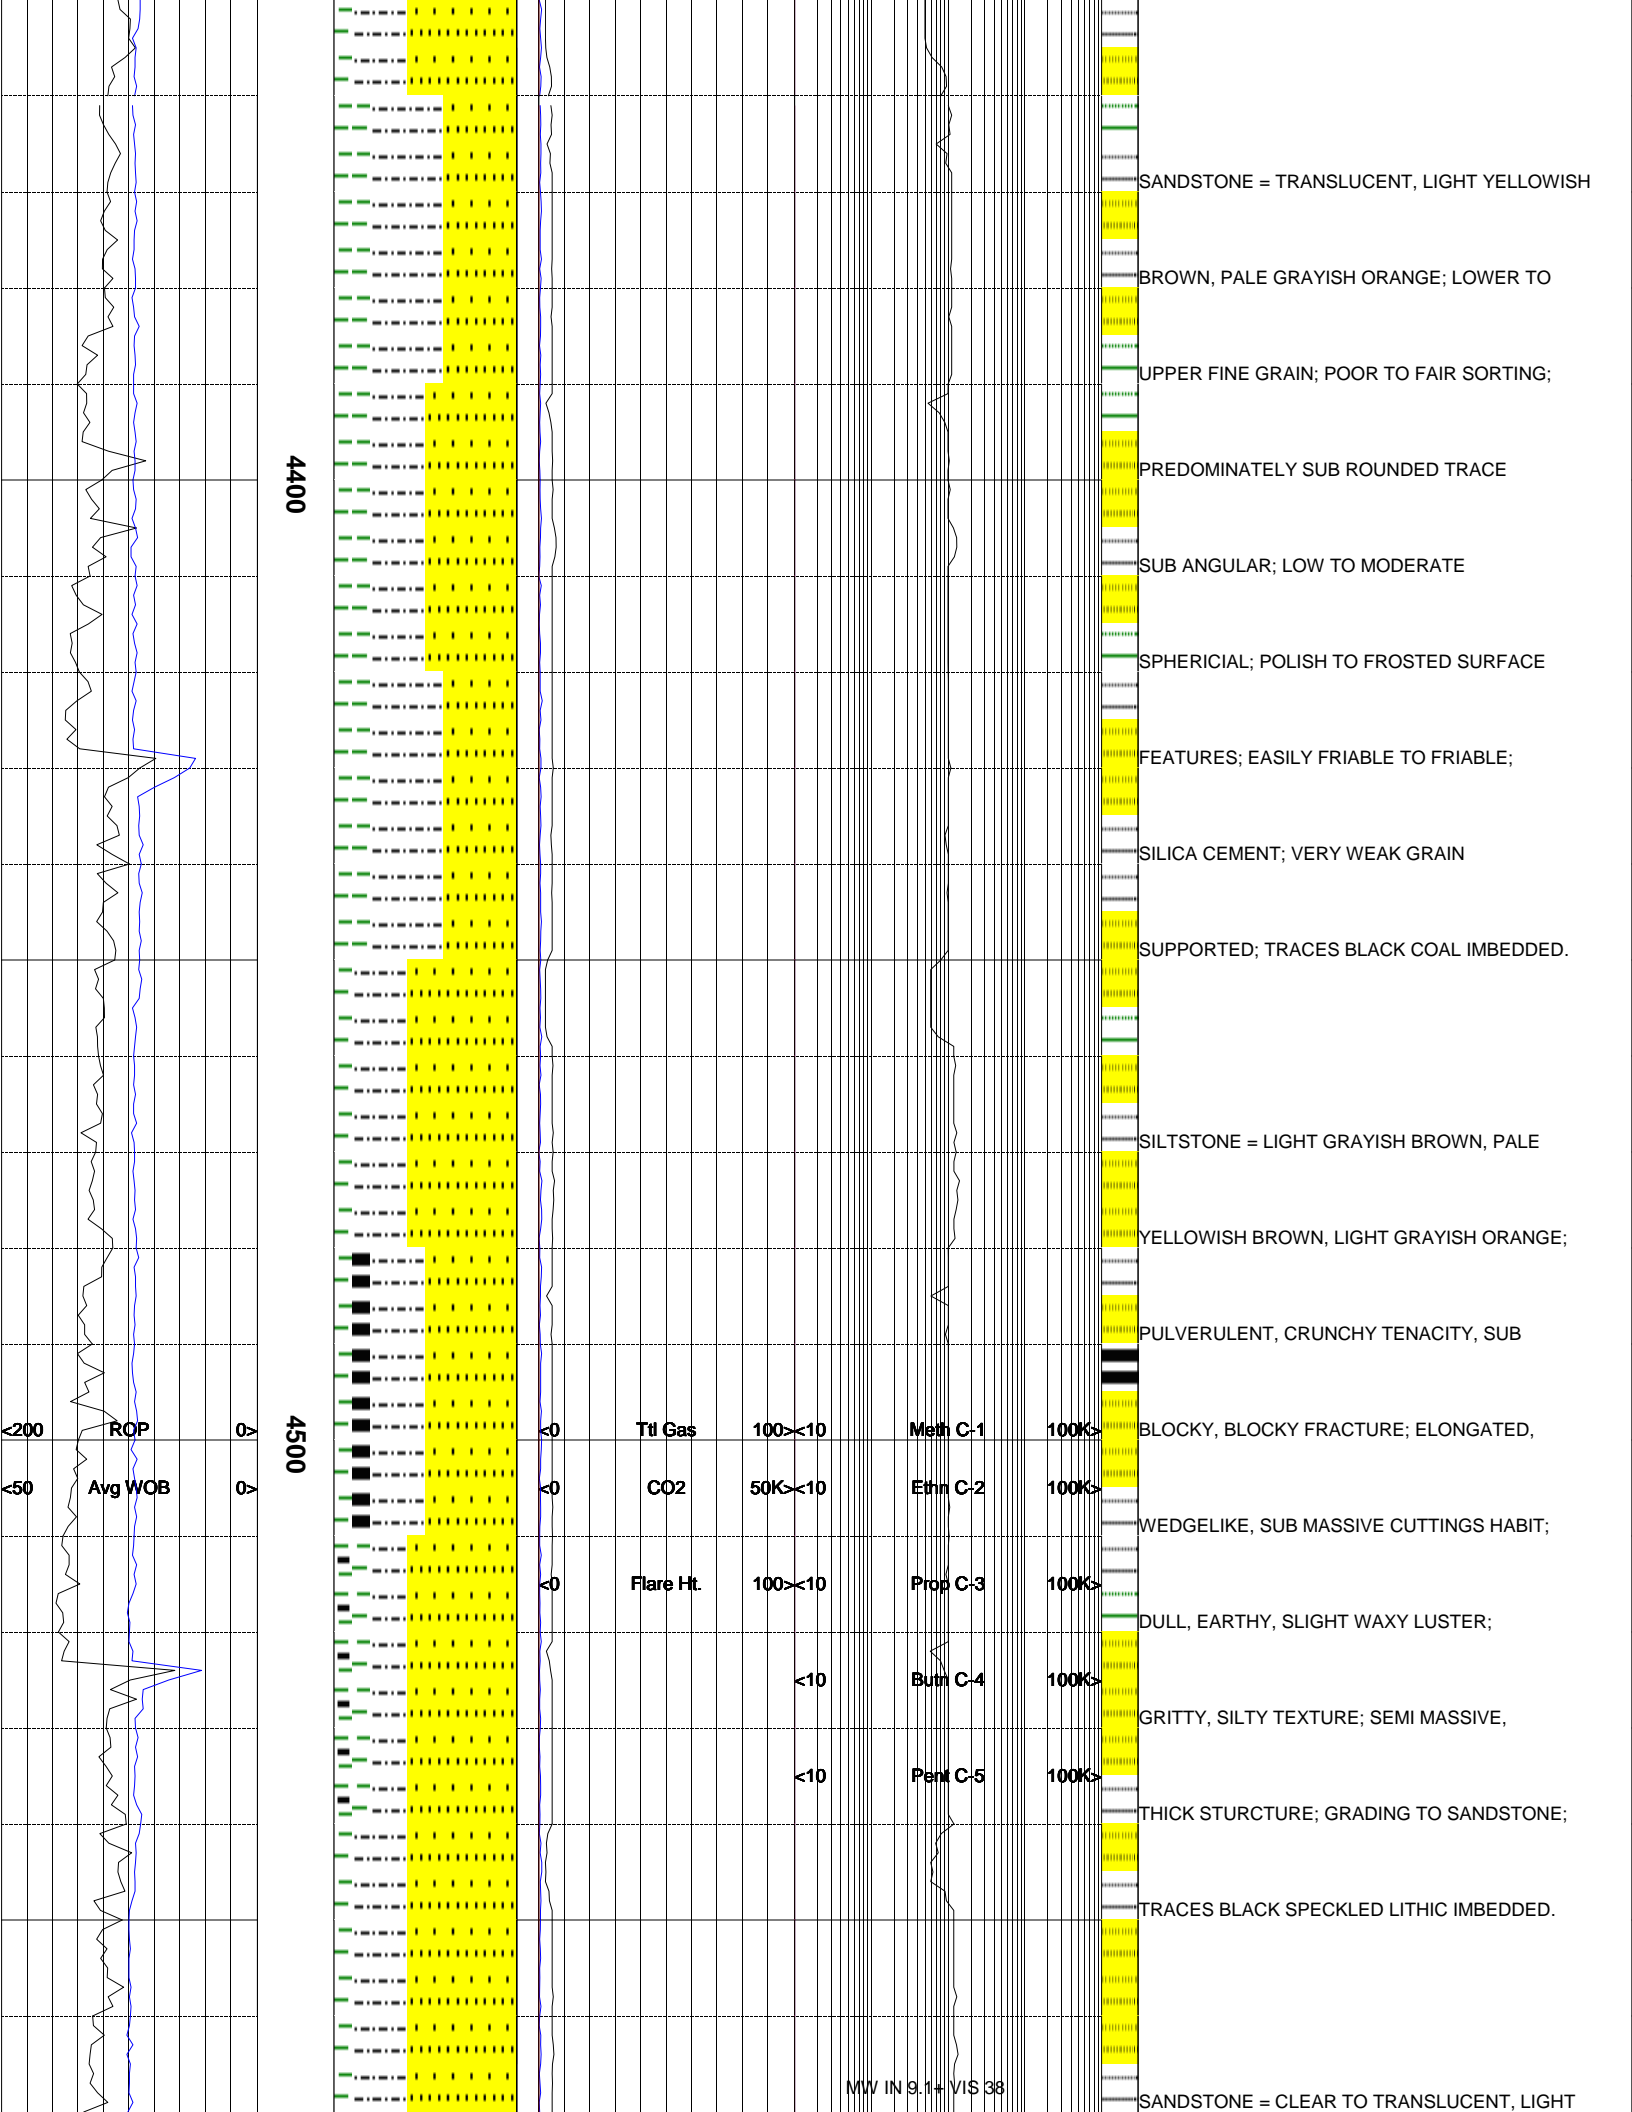 SANDSTONE = TRANSLUCENT, LIGHT YELLOWISH
BROWN, PALE GRAYISH ORANGE; LOWER TO
UPPER FINE GRAIN; POOR TO FAIR SORTING;
4400
PREDOMINATELY SUB ROUNDED TRACE
SUB ANGULAR; LOW TO MODERATE
SPHERICIAL; POLISH TO FROSTED SURFACE
FEATURES; EASILY FRIABLE TO FRIABLE;
SILICA CEMENT; VERY WEAK GRAIN
SUPPORTED; TRACES BLACK COAL IMBEDDED.
SILTSTONE = LIGHT GRAYISH BROWN, PALE
YELLOWISH BROWN, LIGHT GRAYISH ORANGE;
PULVERULENT, CRUNCHY TENACITY, SUB
<200 ROP 0> 4500 <0 Ttl Gas 100><10 Meth C-1 100K> BLOCKY, BLOCKY FRACTURE; ELONGATED,
<50 Avg WOB 0> <0 CO2 50K><10 Ethn C-2 100K>
WEDGELIKE, SUB MASSIVE CUTTINGS HABIT;
<0 Flare Ht. 100><10 Prop C-3 100K>
DULL, EARTHY, SLIGHT WAXY LUSTER;
<10 Butn C-4 100K>
GRITTY, SILTY TEXTURE; SEMI MASSIVE,
<10 Pent C-5 100K>
THICK STURCTURE; GRADING TO SANDSTONE;
TRACES BLACK SPECKLED LITHIC IMBEDDED.
MW IN 9.1+ VIS 38
SANDSTONE = CLEAR TO TRANSLUCENT, LIGHT